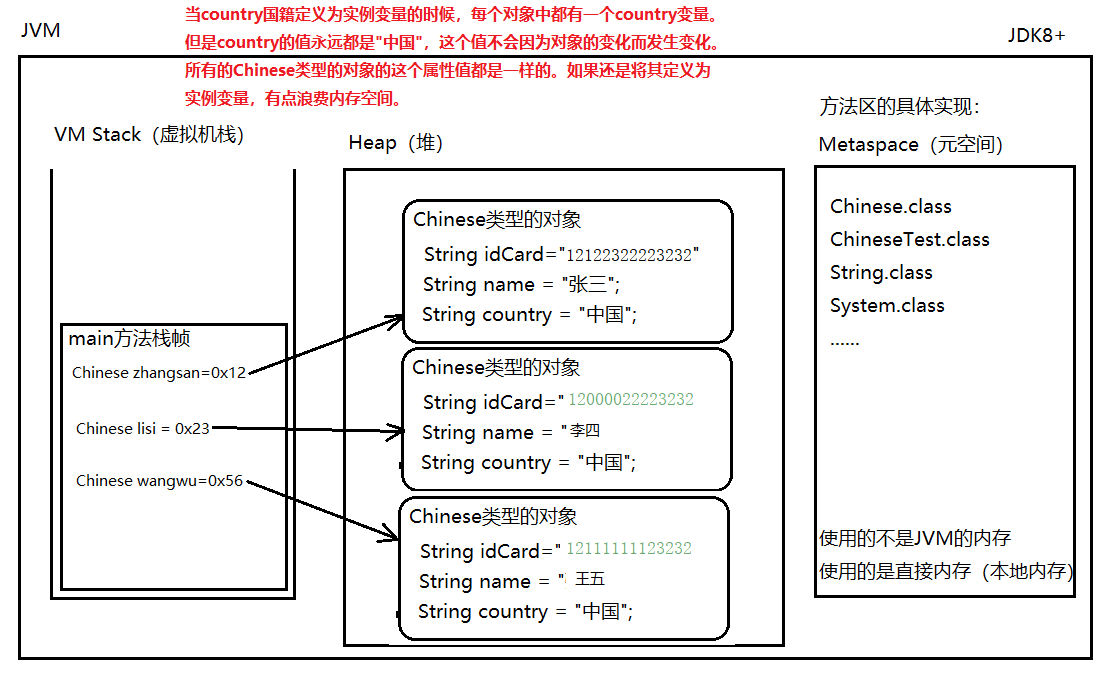 当country国籍定义为实例变量的时候，每个对象中都有一个country变量。
但是country的值永远都是"中国"，这个值不会因为对象的变化而发生变化。
所有的Chinese类型的对象的这个属性值都是一样的。如果还是将其定义为
实例变量，有点浪费内存空间。
JVM
JDK8+
VM Stack（虚拟机栈）
main方法栈帧
Chinese zhangsan=0x12
Chinese lisi = 0x23
Chinese wangwu=0x56
Heap（堆）
Chinese类型的对象
String idCard="12122322223232"
String name = "张三";
String country = "中国";
Chinese类型的对象
String idCard="12000022223232
String name = "李四
String country = "中国";
Chinese类型的对象
String idCard="12111111123232
String name = "王五
String country = "中国";
方法区的具体实现：
Metaspace（元空间）
Chinese.class
ChineseTest.class
String.class
System.class
......
使用的不是JVM的内存
使用的是直接内存（本地内存）